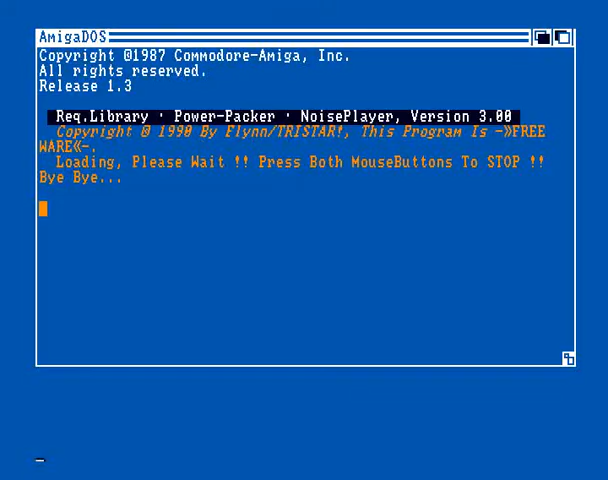 AmigaDOS
Copyright ©1987 Commodore-Amiga, Inc.
All rights reserved.
Release 1.3
Req.Library · Power-Packer · NoisePlayer, Version 3.00
Copyright © 1990 By Flynn/TRISTAR!, This Program Is -»FREE
WARE«-.
Loading, Please Wait !! Press Both MouseButtons To STOP !!
Bye Bye...